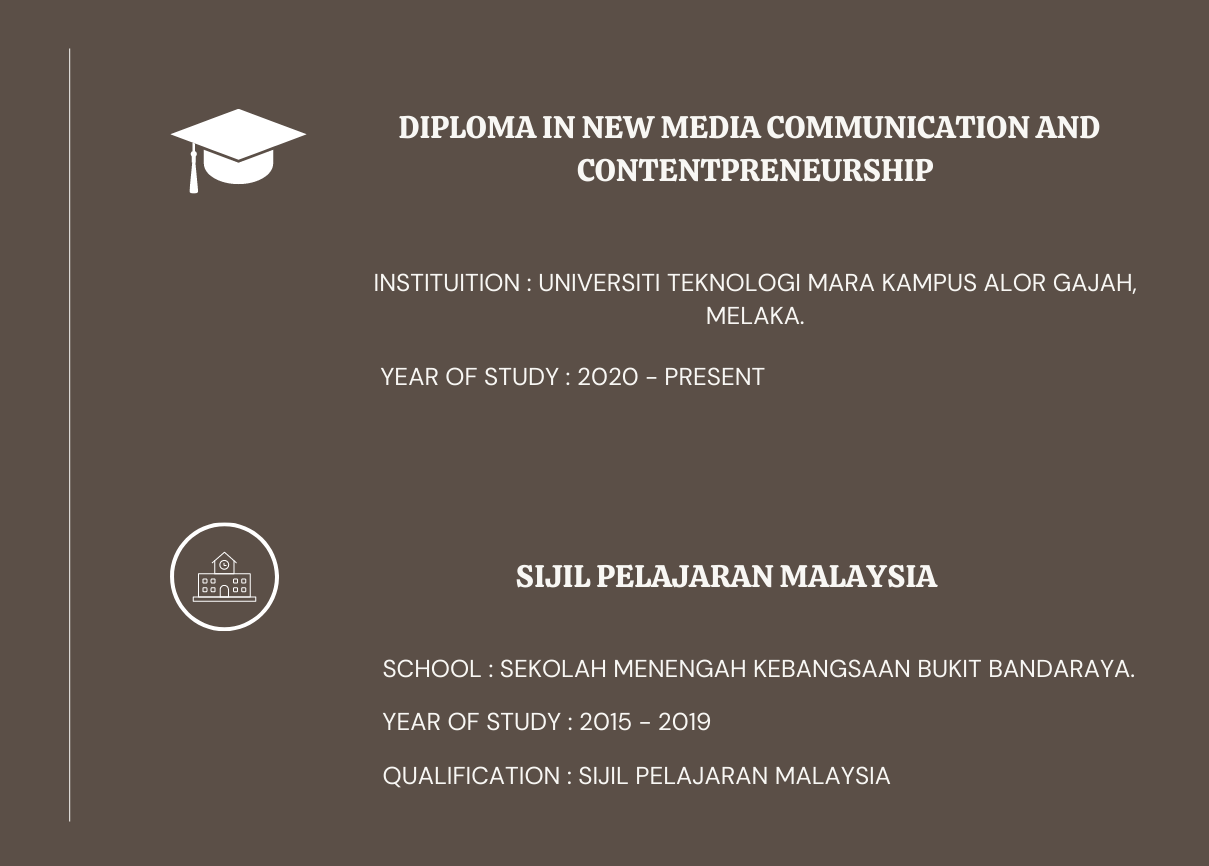 DIPLOMA IN NEW MEDIA COMMUNICATION AND
CONTENTPRENEURSHIP
INSTITUITION : UNIVERSITI TEKNOLOGI MARA KAMPUS ALOR GAJAH,
MELAKA.
YEAR OF STUDY : 2020 – PRESENT
SIJIL PELAJARAN MALAYSIA
SCHOOL : SEKOLAH MENENGAH KEBANGSAAN BUKIT BANDARAYA.
YEAR OF STUDY : 2015 – 2019
QUALIFICATION : SIJIL PELAJARAN MALAYSIA